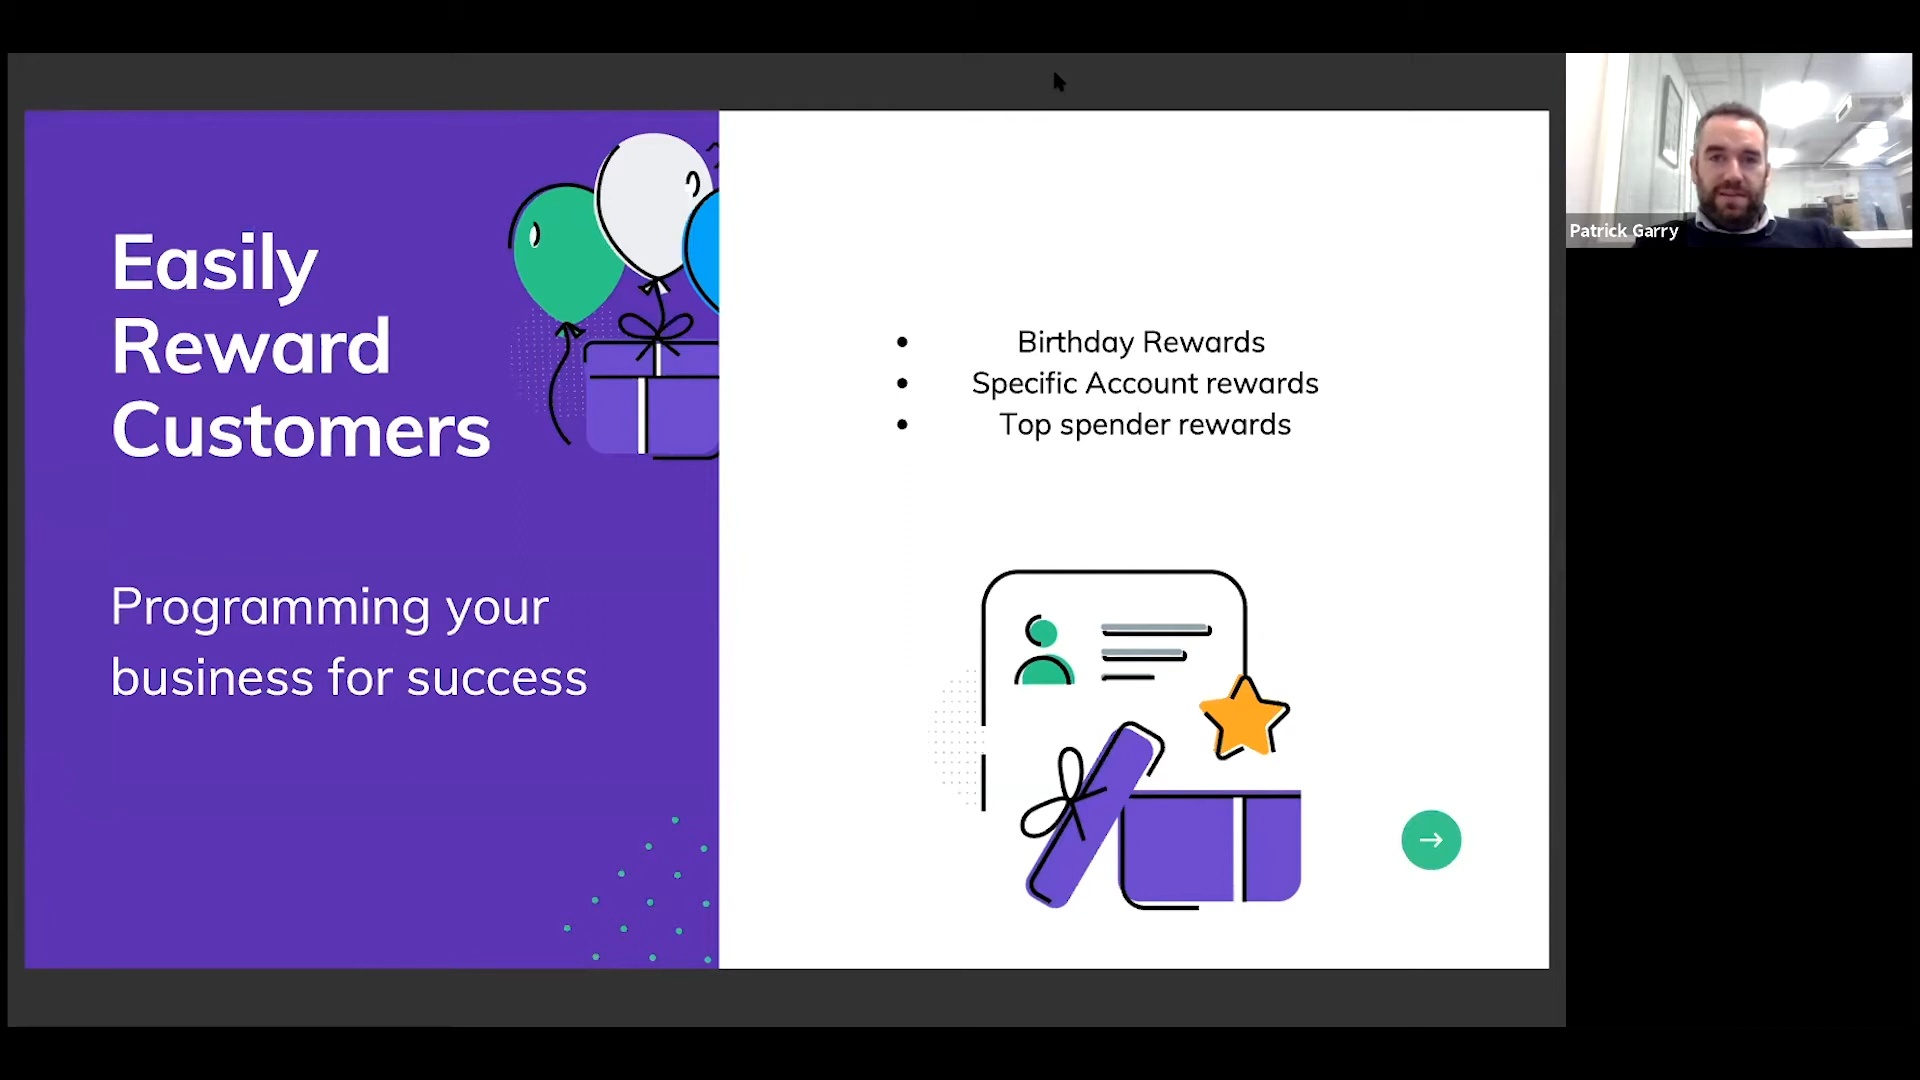 Easily
Reward
Customers
Programming your
business for success
• Birthday Rewards
• Specific Account rewards
• Top spender rewards
Patrick Garry